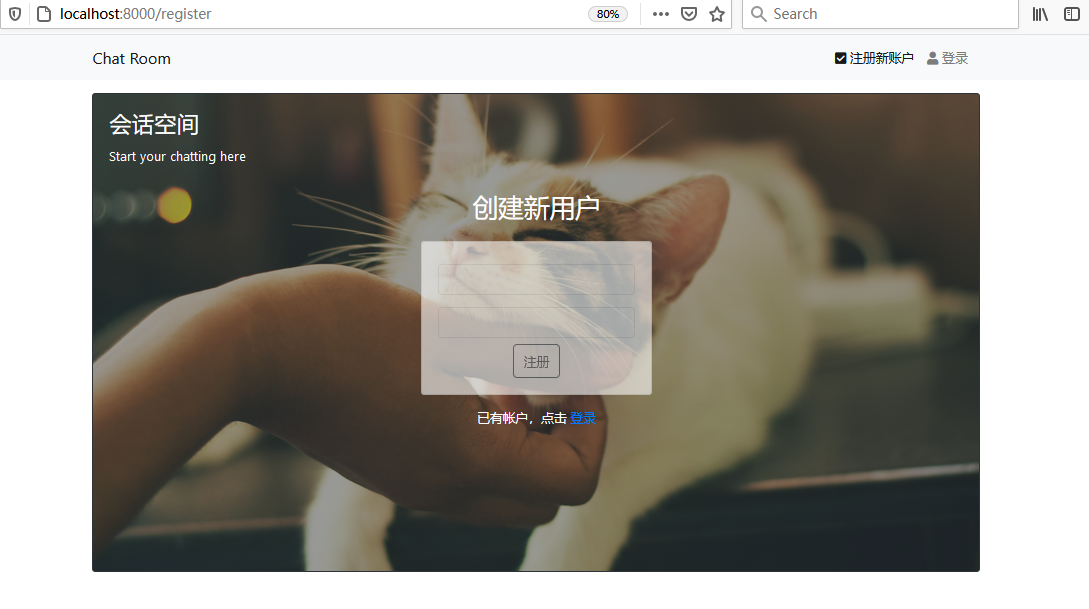 localhost:8000/register
80%
Search
Chat Room
注册新账户
登录
会话空间
Start your chatting here
创建新用户
注册
已有帐户，点击 登录